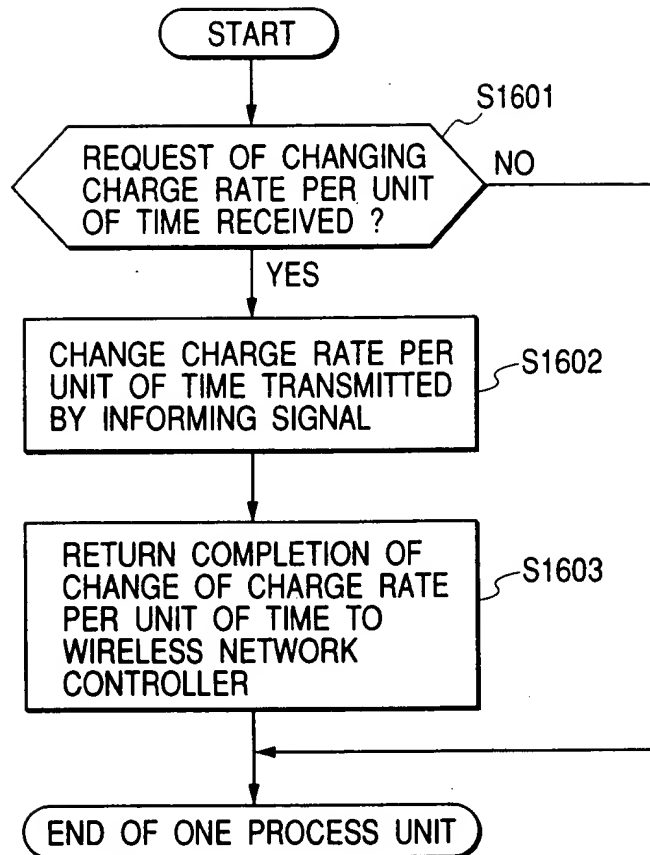 START
S1601
REQUEST OF CHANGING
CHARGE RATE PER UNIT
OF TIME RECEIVED ?
NO
YES
CHANGE CHARGE RATE PER
UNIT OF TIME TRANSMITTED
BY INFORMING SIGNAL
S1602
RETURN COMPLETION OF
CHANGE OF CHARGE RATE
PER UNIT OF TIME TO
WIRELESS NETWORK
CONTROLLER
S1603
END OF ONE PROCESS UNIT